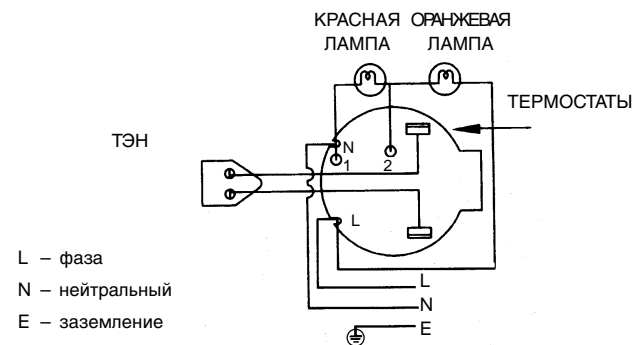 КРАСНАЯ ОРАНЖЕВАЯ
ЛАМПА ЛАМПА
ТЕРМОСТАТЫ
ТЭН
N
1 2
L
L – фаза
L
N – нейтральный
N
E – заземление
E